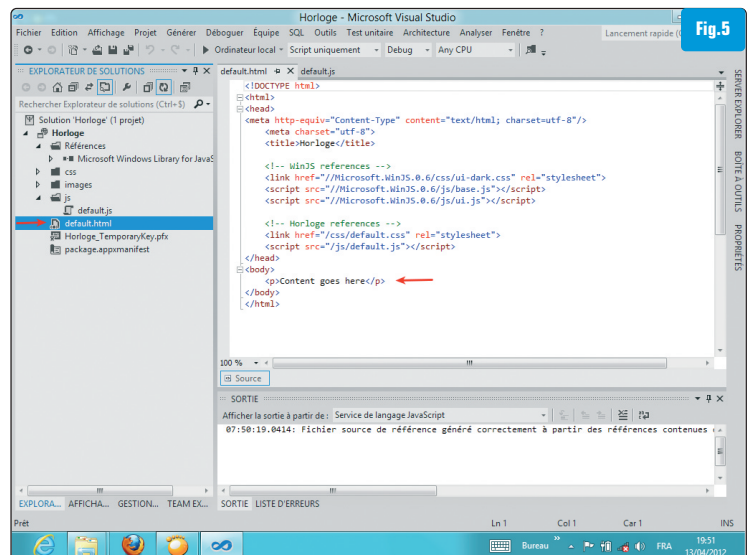 Horloge - Microsoft Visual Studio
Fig.5
Fichier Edition Affichage Projet Générer Déboguer Équipe SQL Outils Test unitaire Architecture Analyser Fenêtre ?
Lancement rapide
Ordinateur local Script uniquement Debug Any CPU
EXPLORATEUR DE SOLUTIONS
Rechercher Explorateur de solutions (Ctrl+$)
Solution 'Horloge' (1 projet)
Horloge
Références
Microsoft Windows Library for JavaS
css
images
js
default.js
default.html
Horloge_TemporaryKey.pfx
package.appxmanifest
EXPLORA... AFFICHA... GESTION... TEAM EX...
default.html default.js
<!DOCTYPE html>
<html>
<head>
<meta http-equiv="Content-Type" content="text/html; charset=utf-8"/>
<meta charset="utf-8">
<title>Horloge</title>
<!-- WinJS references -->
<link href="//Microsoft.WinJS.0.6/css/ui-dark.css" rel="stylesheet">
<script src="//Microsoft.WinJS.0.6/js/base.js"></script>
<script src="//Microsoft.WinJS.0.6/js/ui.js"></script>
<!-- Horloge references -->
<link href="/css/default.css" rel="stylesheet">
<script src="/js/default.js"></script>
</head>
<body>
<p>Content goes here</p>
</body>
</html>
100 %
Source
SORTIE
Afficher la sortie à partir de : Service de langage JavaScript
07:50:19.0414: Fichier source de référence généré correctement à partir des références contenues
SORTIE LISTE D'ERREURS
SERVER EXPLORER
BOÎTE À OUTILS
PROPRIÉTÉS
Prêt Ln 1 Col 1 Car 1 INS
Bureau FRA 19:51
13/04/2012